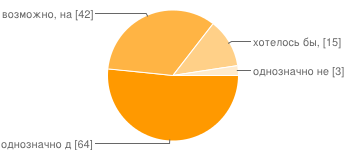 возможно, на [42]
хотелось бы, [15]
однозначно не [3]
однозначно д [64]